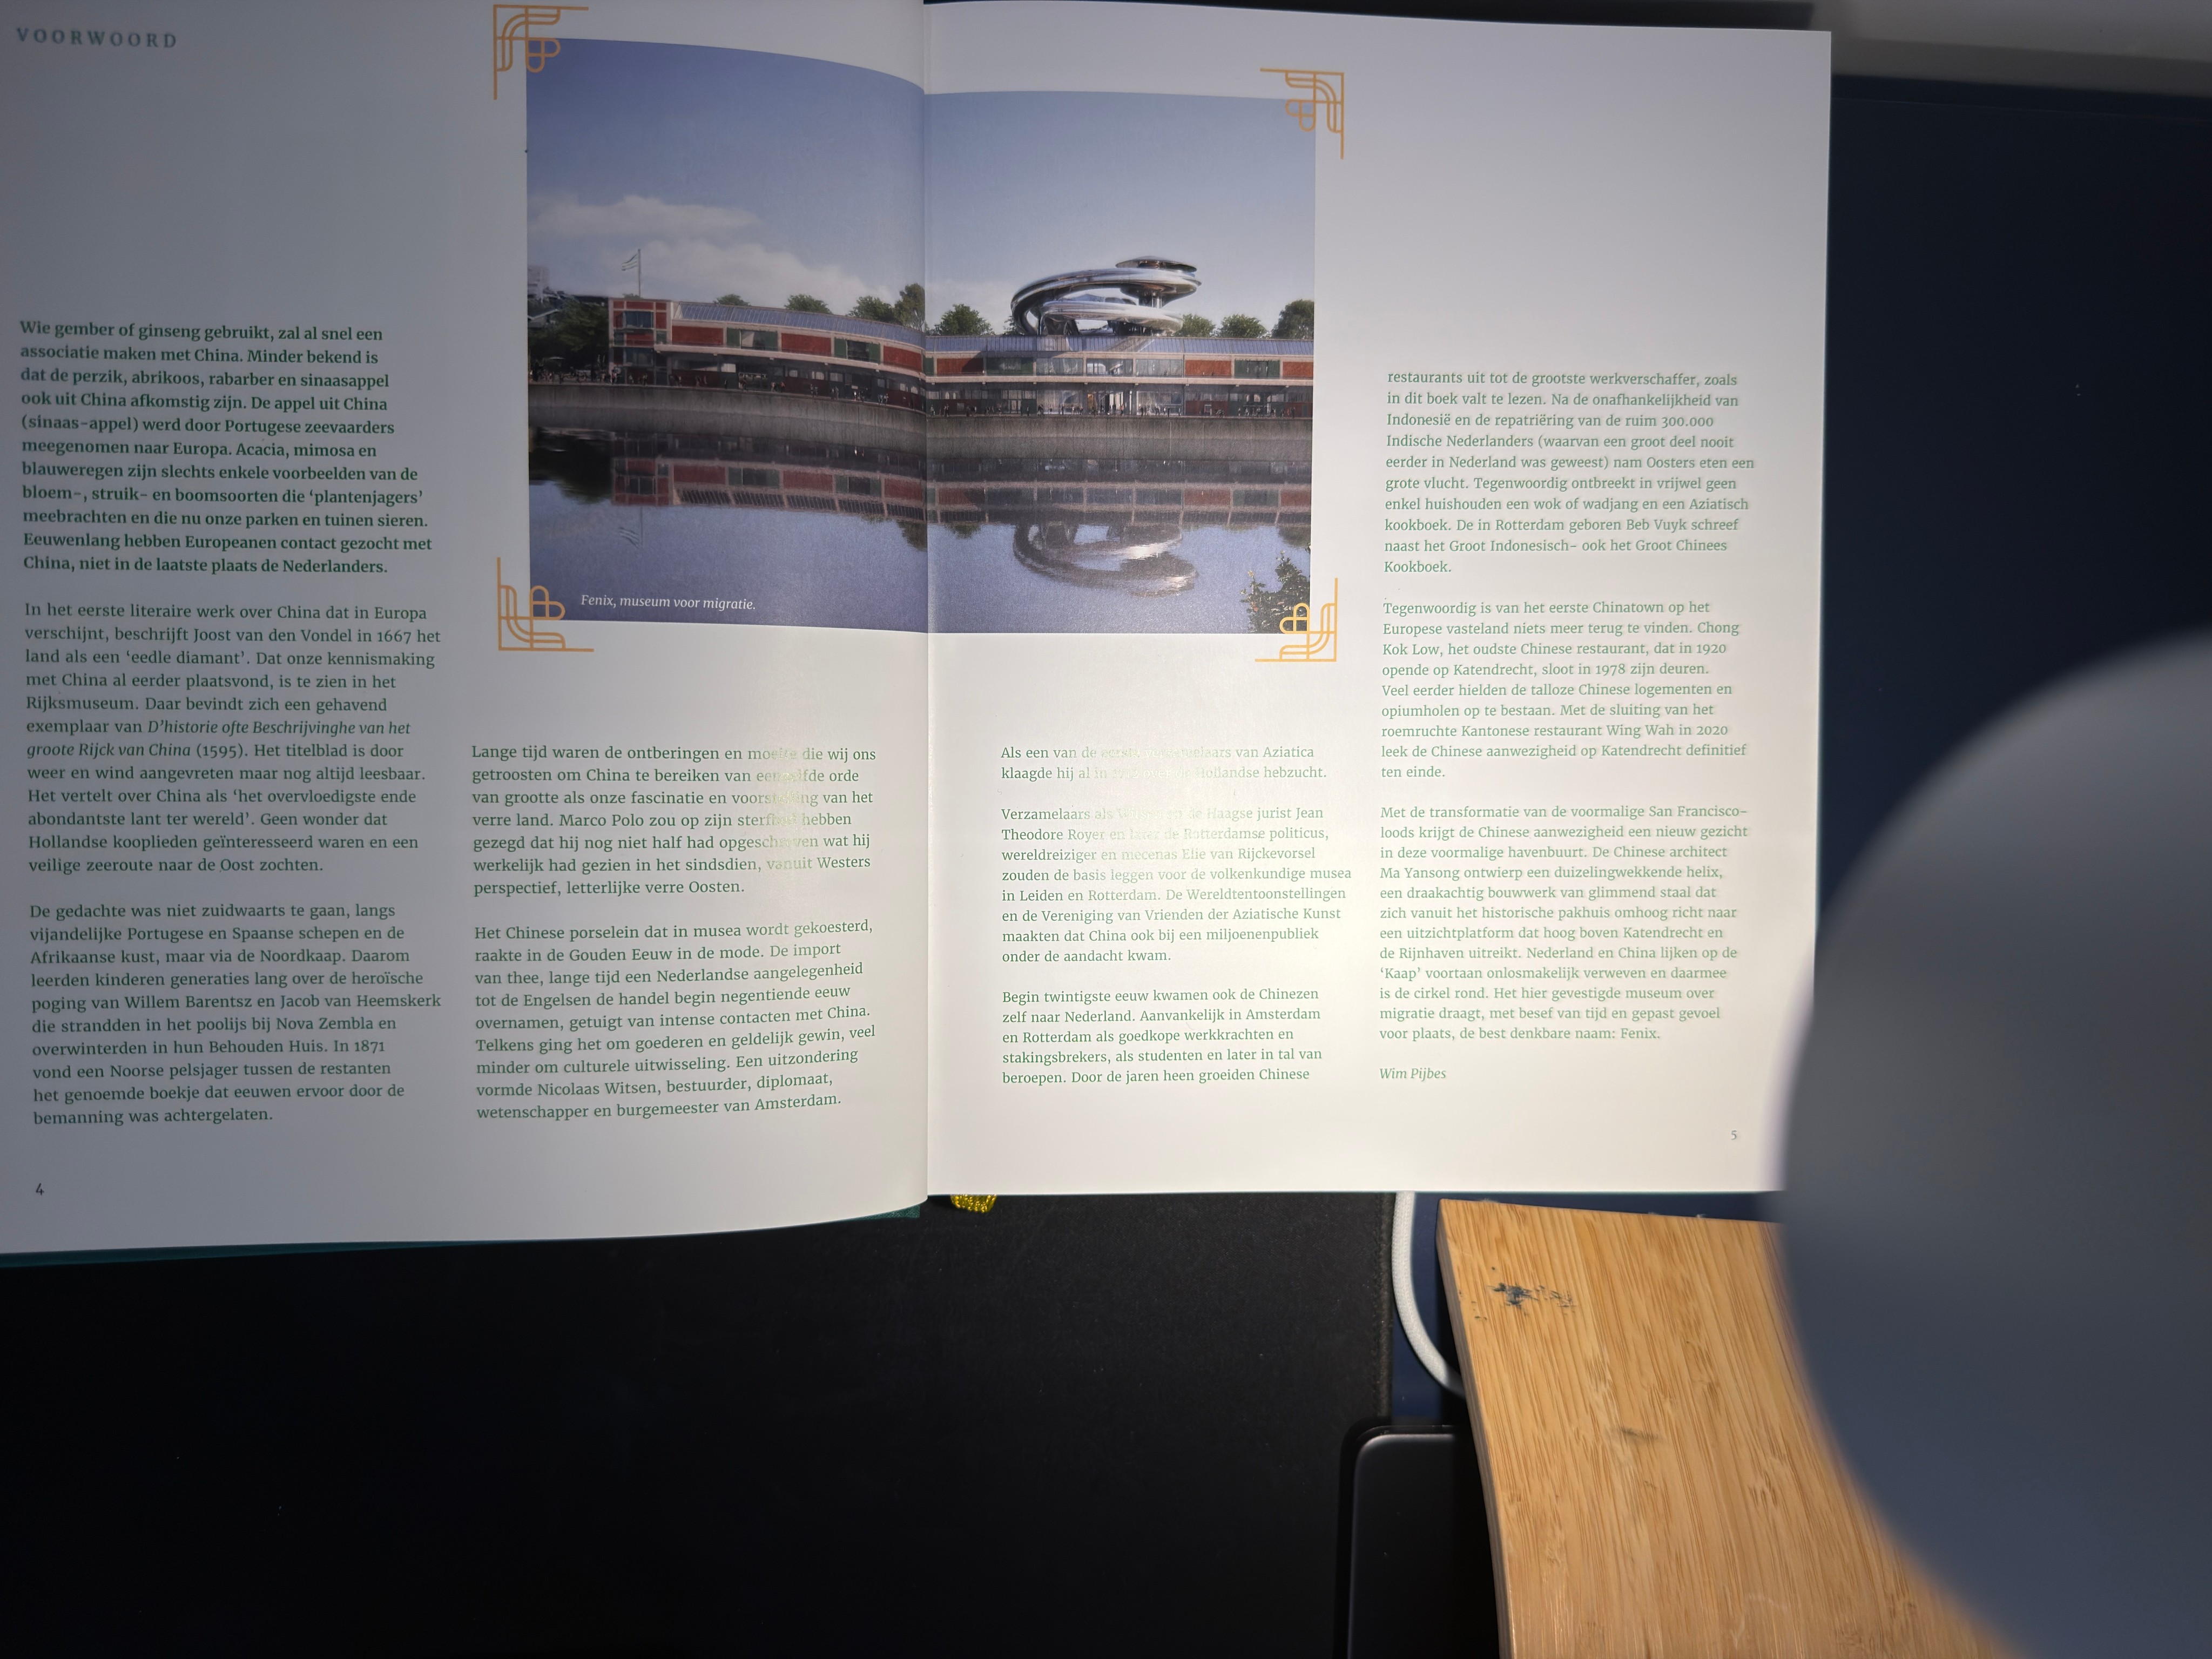 VOORWOORD
Wie gember of ginseng gebruikt, zal al snel een
associatie maken met China. Minder bekend is
dat de perzik, abrikoos, rabarber en sinaasappel
ook uit China afkomstig zijn. De appel uit China
(sinaas-appel) werd door Portugese zeevaarders
meegenomen naar Europa. Acacia, mimosa en
blauweregen zijn slechts enkele voorbeelden van de
bloem-, struik- en boomsoorten die ‘plantenjagers’
meebrachten en die nu onze parken en tuinen sieren.
Eeuwenlang hebben Europeanen contact gezocht met
China, niet in de laatste plaats de Nederlanders.
In het eerste literaire werk over China dat in Europa
verschijnt, beschrijft Joost van den Vondel in 1667 het
land als een ‘eedle diamant’. Dat onze kennismaking
met China al eerder plaatsvond, is te zien in het
Rijksmuseum. Daar bevindt zich een gehavend
exemplaar van D’historie ofte Beschrijvinghe van het
groote Rijck van China (1595). Het titelblad is door
weer en wind aangevreten maar nog altijd leesbaar.
Het vertelt over China als ‘het overvloedigste ende
abondantste lant ter wereld’. Geen wonder dat
Hollandse kooplieden geïnteresseerd waren en een
veilige zeeroute naar de Oost zochten.
De gedachte was niet zuidwaarts te gaan, langs
vijandelijke Portugese en Spaanse schepen en de
Afrikaanse kust, maar via de Noordkaap. Daarom
leerden kinderen generaties lang over de heroïsche
poging van Willem Barentsz en Jacob van Heemskerk
die strandden in het poolijs bij Nova Zembla en
overwinterden in hun Behouden Huis. In 1871
vond een Noorse pelsjager tussen de restanten
het genoemde boekje dat eeuwen ervoor door de
bemanning was achtergelaten.
4
Fenix, museum voor migratie.
Lange tijd waren de ontberingen en moeite die wij ons
getroosten om China te bereiken van eenzelfde orde
van grootte als onze fascinatie en voorstelling van het
verre land. Marco Polo zou op zijn sterfbed hebben
gezegd dat hij nog niet half had opgeschreven wat hij
werkelijk had gezien in het sindsdien, vanuit Westers
perspectief, letterlijke verre Oosten.
Het Chinese porselein dat in musea wordt gekoesterd,
raakte in de Gouden Eeuw in de mode. De import
van thee, lange tijd een Nederlandse aangelegenheid
tot de Engelsen de handel begin negentiende eeuw
overnamen, getuigt van intense contacten met China.
Telkens ging het om goederen en geldelijk gewin, veel
minder om culturele uitwisseling. Een uitzondering
vormde Nicolaas Witsen, bestuurder, diplomaat,
wetenschapper en burgemeester van Amsterdam.
Als een van de eerste verzamelaars van Aziatica
klaagde hij al in de Hollandse hebzucht.
Verzamelaars als de Haagse jurist Jean
Theodore Royer en later de Rotterdamse politicus,
wereldreiziger en mecenas Elie van Rijckevorsel
zouden de basis leggen voor de volkenkundige musea
in Leiden en Rotterdam. De Wereldtentoonstellingen
en de Vereniging van Vrienden der Aziatische Kunst
maakten dat China ook bij een miljoenenpubliek
onder de aandacht kwam.
Begin twintigste eeuw kwamen ook de Chinezen
zelf naar Nederland. Aanvankelijk in Amsterdam
en Rotterdam als goedkope werkkrachten en
stakingsbrekers, als studenten en later in tal van
beroepen. Door de jaren heen groeiden Chinese
restaurants uit tot de grootste werkverschaffer, zoals
in dit boek valt te lezen. Na de onafhankelijkheid van
Indonesië en de repatriëring van de ruim 300.000
Indische Nederlanders (waarvan een groot deel nooit
eerder in Nederland was geweest) nam Oosters eten een
grote vlucht. Tegenwoordig ontbreekt in vrijwel geen
enkel huishouden een wok of wadjang en een Aziatisch
kookboek. De in Rotterdam geboren Beb Vuyk schreef
naast het Groot Indonesisch- ook het Groot Chinees
Kookboek.
Tegenwoordig is van het eerste Chinatown op het
Europese vasteland niets meer terug te vinden. Chong
Kok Low, het oudste Chinese restaurant, dat in 1920
opende op Katendrecht, sloot in 1978 zijn deuren.
Veel eerder hielden de talloze Chinese logementen en
opiumholen op te bestaan. Met de sluiting van het
roemruchte Kantonese restaurant Wing Wah in 2020
leek de Chinese aanwezigheid op Katendrecht definitief
ten einde.
Met de transformatie van de voormalige San Francisco-
loods krijgt de Chinese aanwezigheid een nieuw gezicht
in deze voormalige havenbuurt. De Chinese architect
Ma Yansong ontwierp een duizelingwekkende helix,
een draakachtig bouwwerk van glimmend staal dat
zich vanuit het historische pakhuis omhoog richt naar
een uitzichtplatform dat hoog boven Katendrecht en
de Rijnhaven uitreikt. Nederland en China lijken op de
‘Kaap’ voortaan onlosmakelijk verweven en daarmee
is de cirkel rond. Het hier gevestigde museum over
migratie draagt, met besef van tijd en gepast gevoel
voor plaats, de best denkbare naam: Fenix.
Wim Pijbes
5